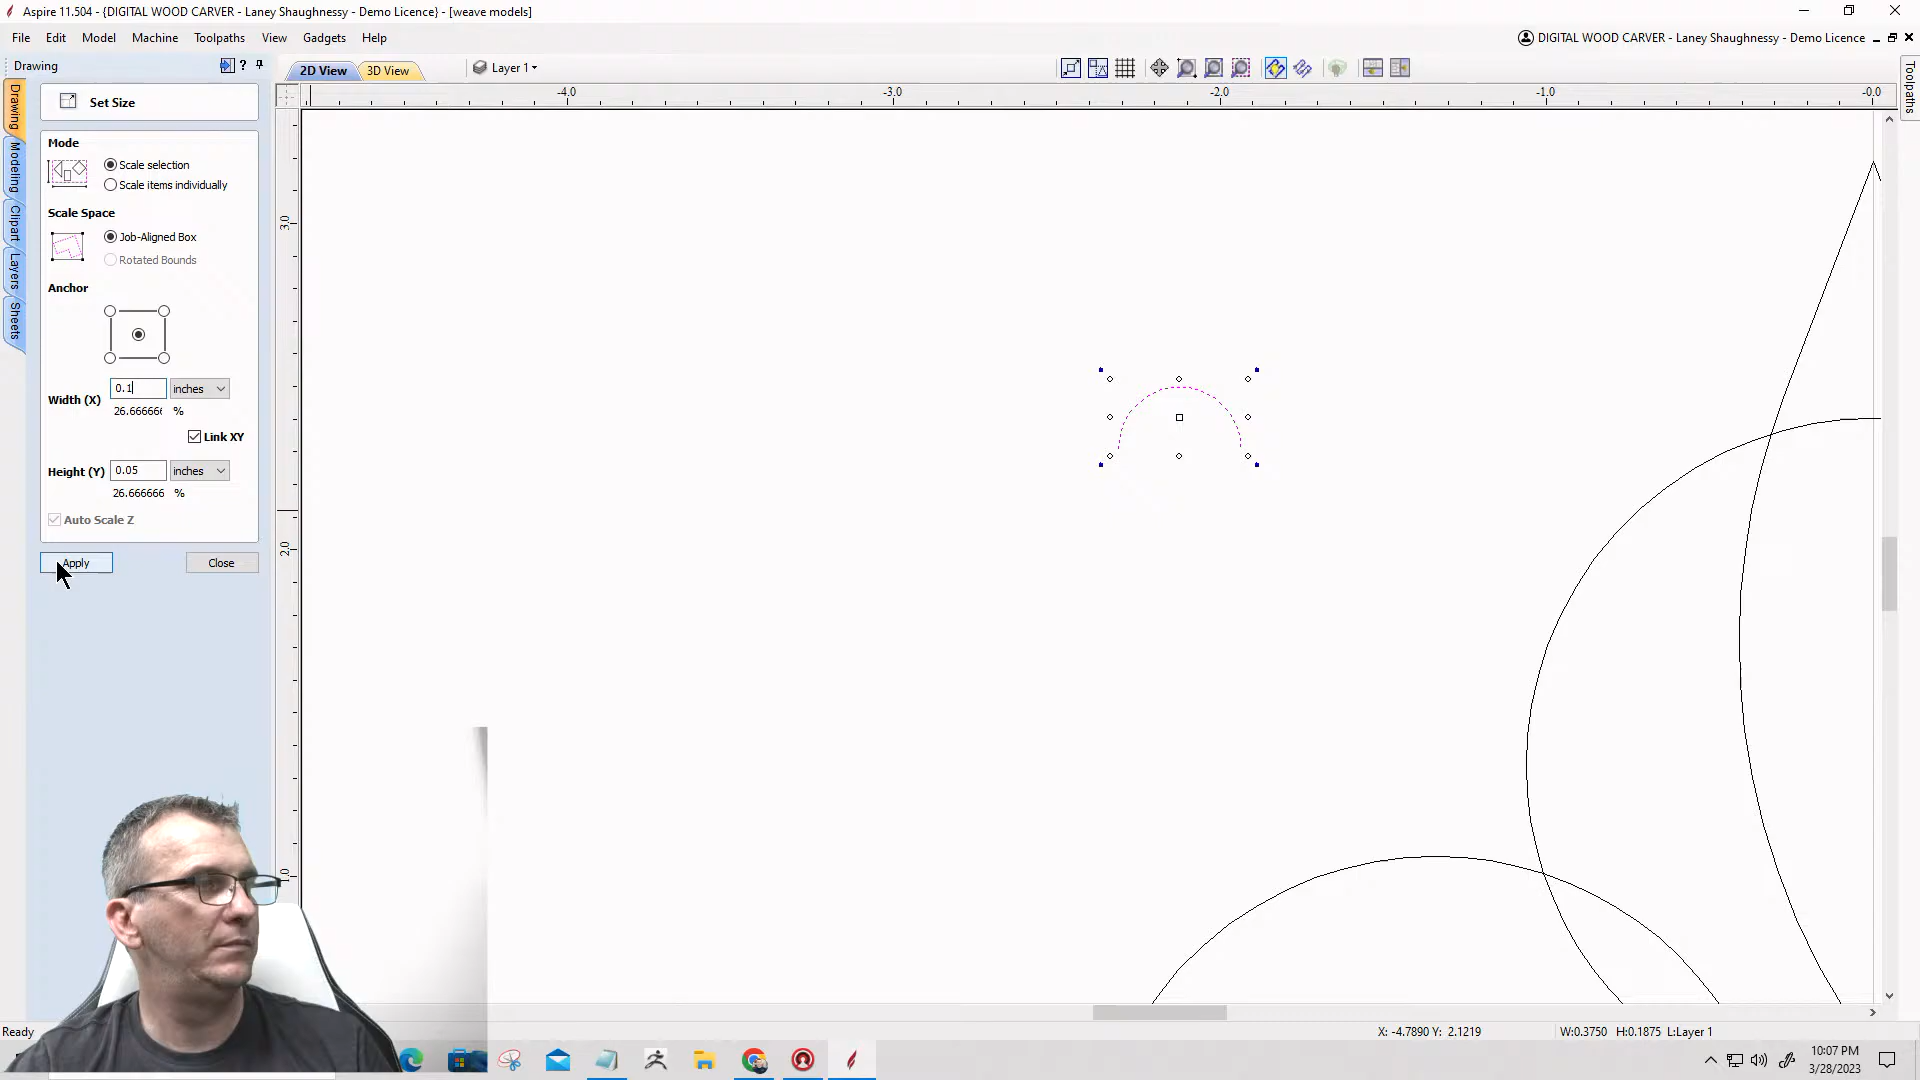 Aspire 11.504 - {DIGITAL WOOD CARVER - Laney Shaughnessy - Demo Licence} - [weave models]
File Edit Model Machine Toolpaths View Gadgets Help
DIGITAL WOOD CARVER - Laney Shaughnessy - Demo Licence
Drawing
2D View
3D View
Layer 1
Toolpaths
Drawing
Modeling
Clipart
Layers
Sheets
-4.0 -3.0 -2.0 -1.0 -0.0
3.0
2.0
1.0
Set Size
Mode
Scale selection
Scale items individually
Scale Space
Job-Aligned Box
Rotated Bounds
Anchor
Width (X) 0.1 inches
26.666666 %
Link XY
Height (Y) 0.05 inches
26.666666 %
Auto Scale Z
Apply Close
Ready
X: -4.7890 Y: 2.1219
W:0.3750 H:0.1875 L:Layer 1
10:07 PM
3/28/2023